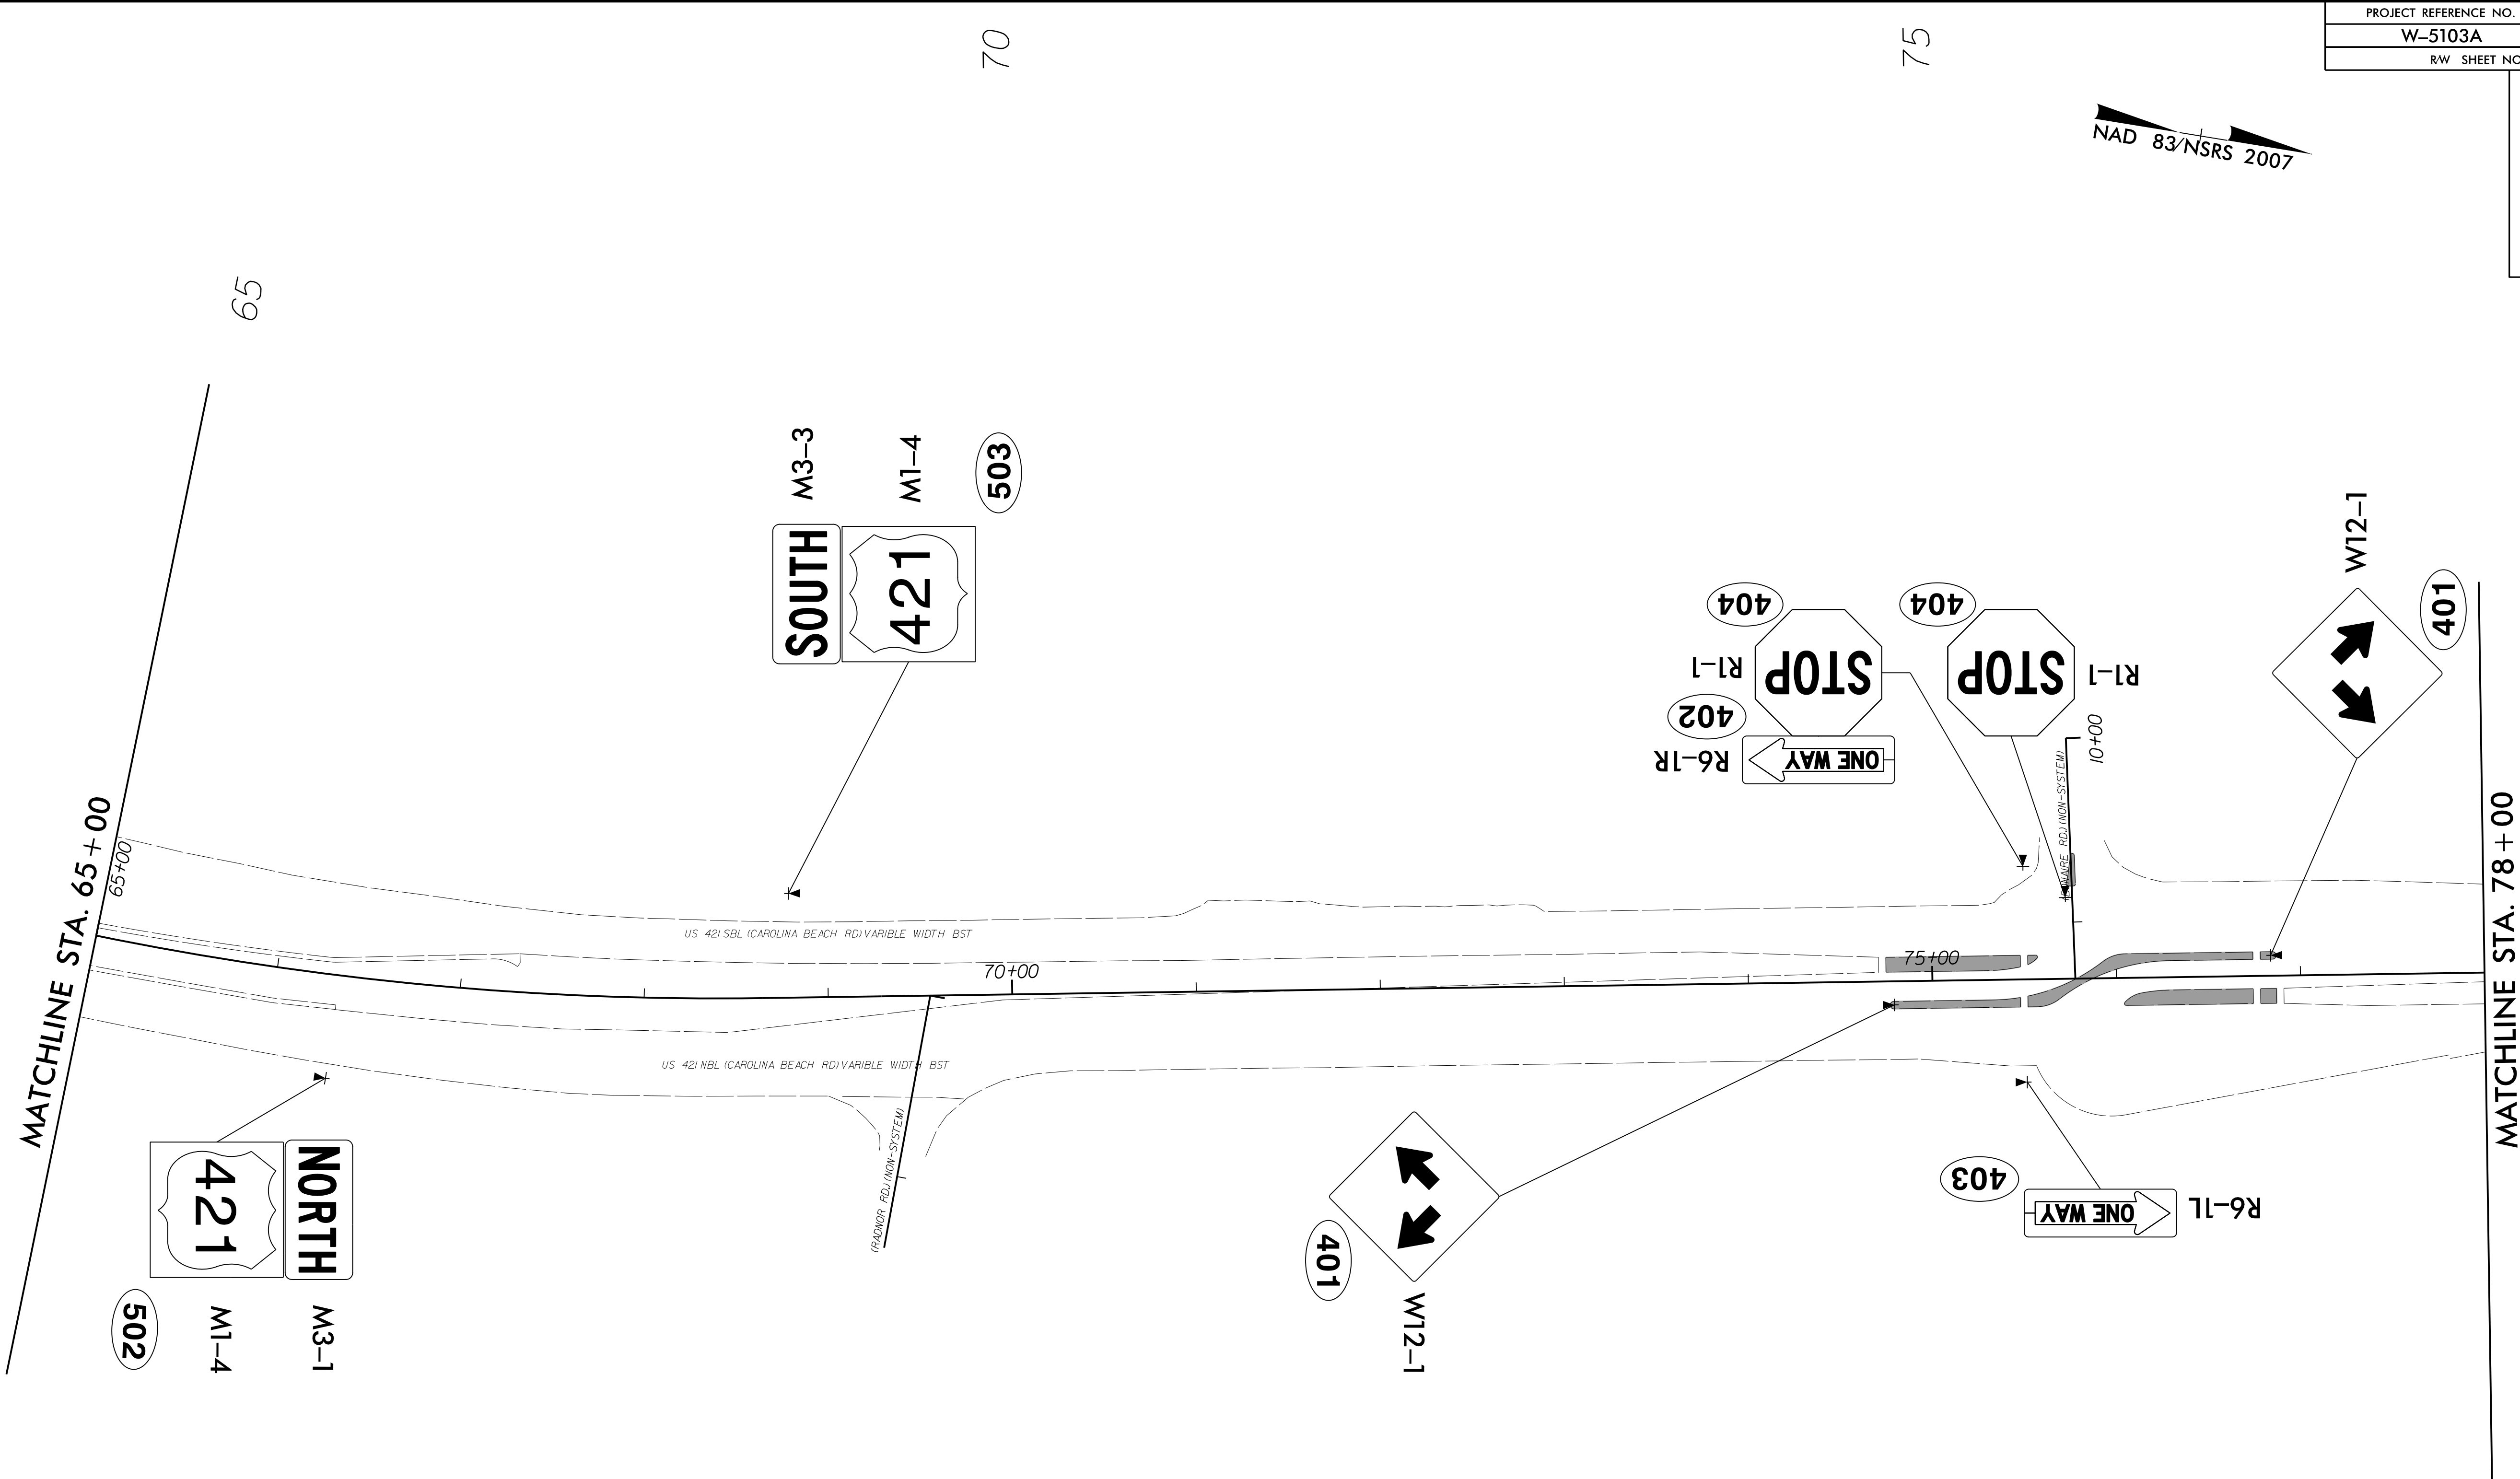 PROJECT REFERENCE NO.
W–5103A
R/W SHEET NO
70
75
65
NAD 83/NSRS 2007
M3–3
M1–4
503
SOUTH
421
W12–1
401
404
404
R1–1
STOP
STOP
R1–1
402
R6–1R
ONE WAY
10+00
MATCHLINE STA. 65+00
65+00
US 421 SBL (CAROLINA BEACH RD) VARIBLE WIDTH BST
70+00
75+00
RD.) (NON-SYSTEM)
MATCHLINE STA. 78+00
US 421 NBL (CAROLINA BEACH RD) VARIBLE WIDTH BST
(RADNOR RD.) (NON-SYSTEM)
421
NORTH
502
M1–4
M3–1
401
W12–1
403
ONE WAY
R6–1L